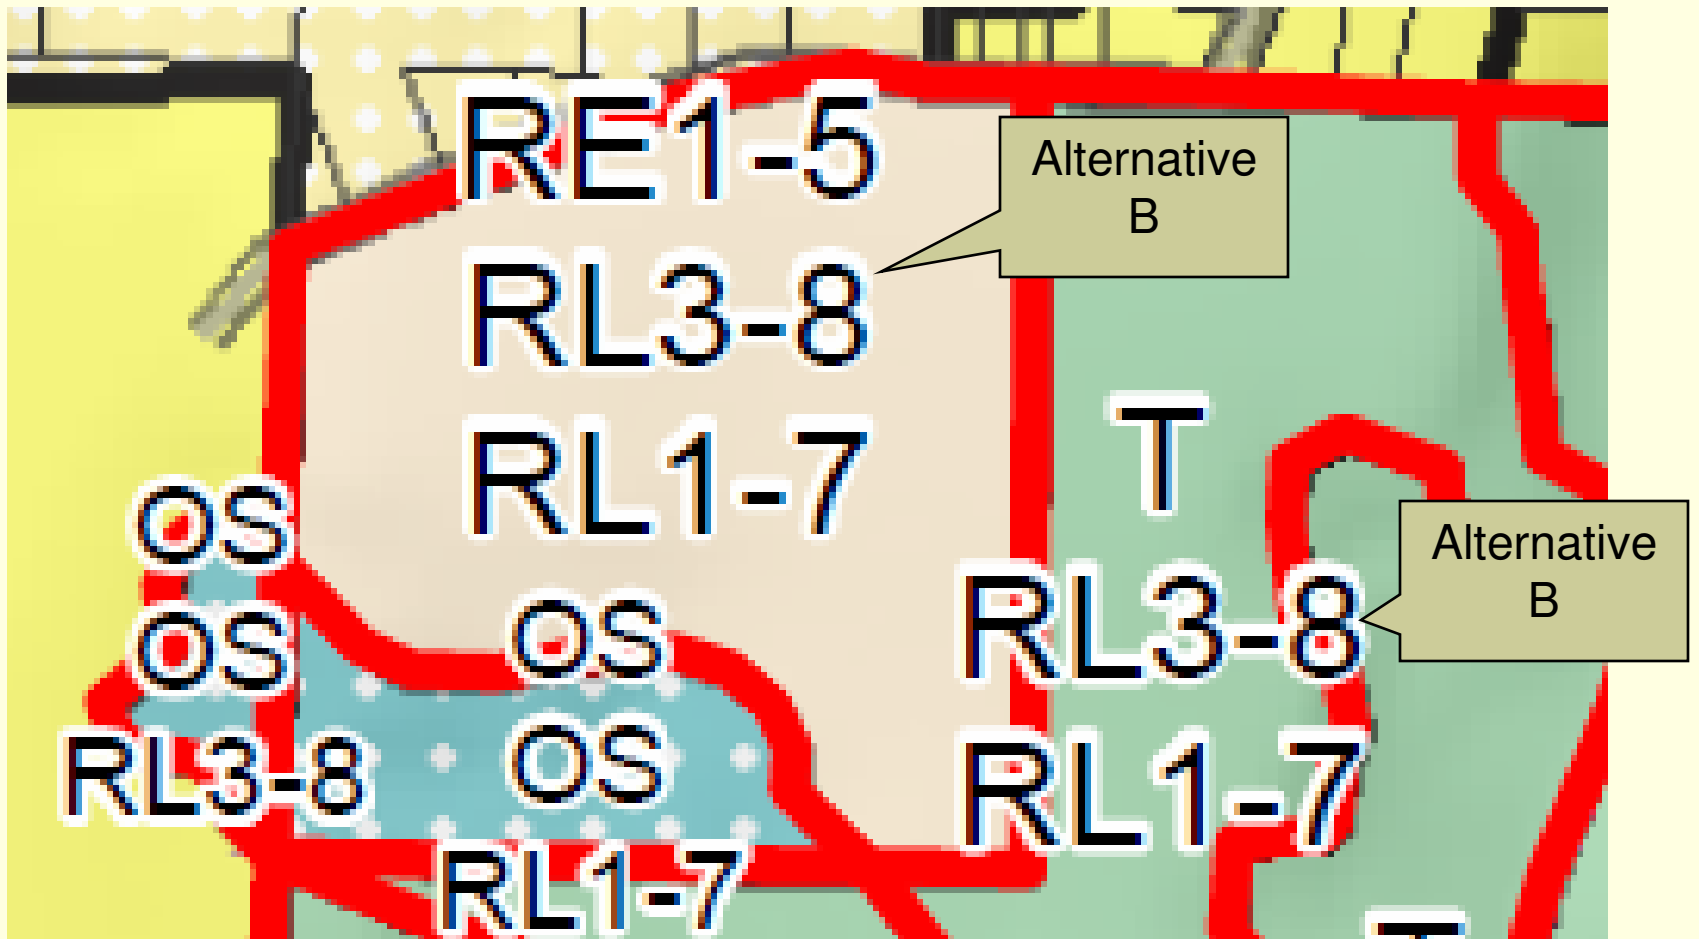 RE1-5
RL3-8
RL1-7
Alternative
B
T
OS
OS
RL3-8
OS
OS
RL1-7
RL3-8
RL1-7
Alternative
B
T